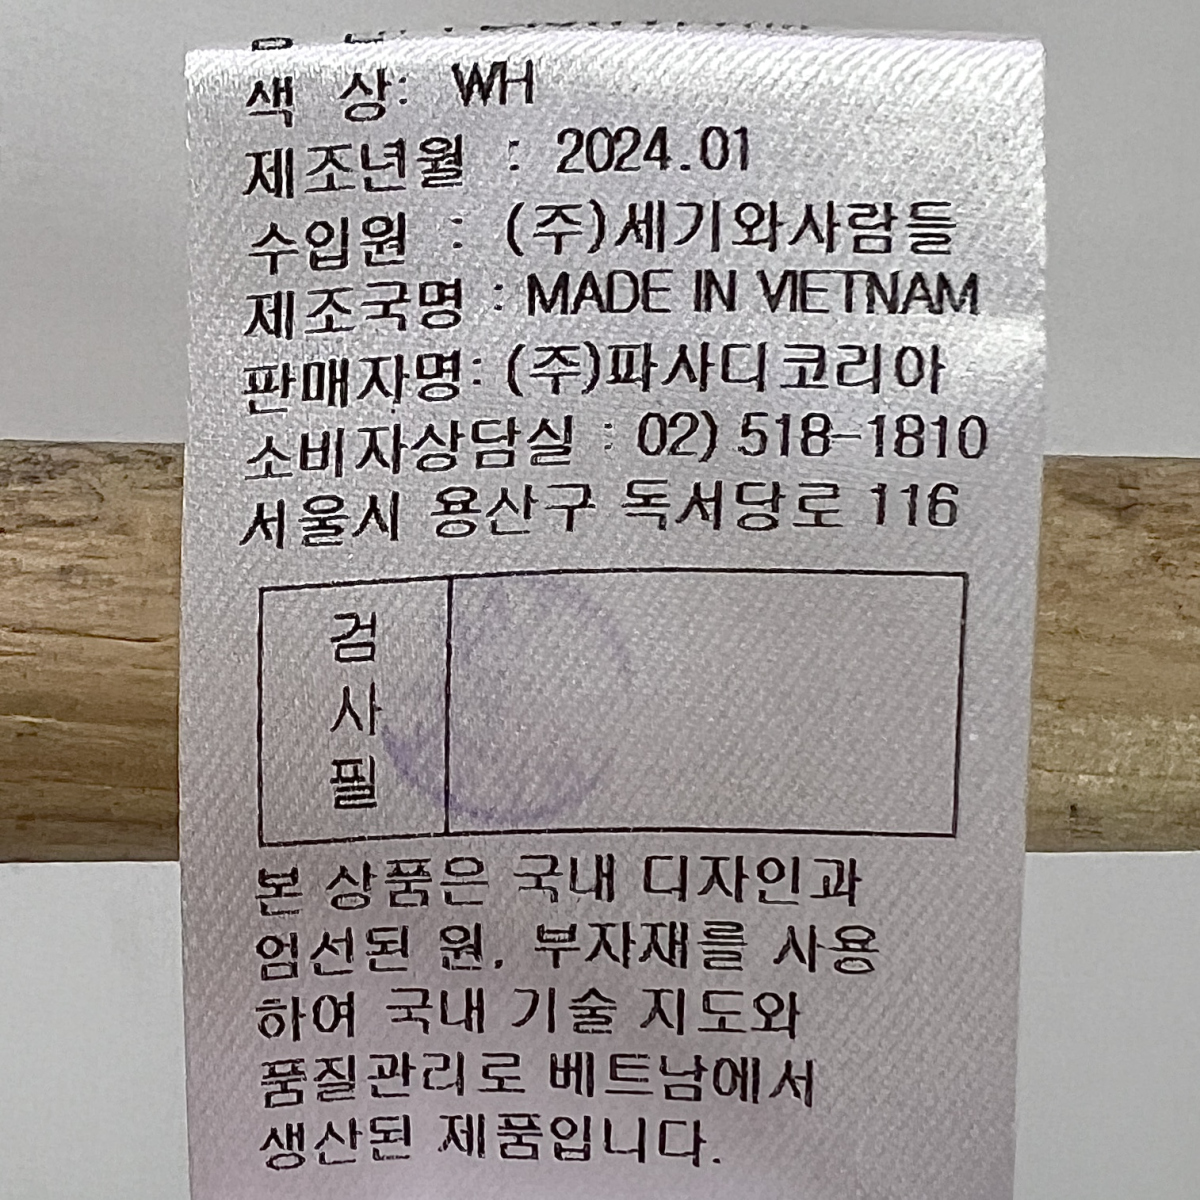 색 상: WH
제조년월 : 2024.01
수입원 : (주)세기와사람들
제조국명 : MADE IN VIETNAM
판매자명: (주)파사디코리아
소비자상담실 : 02) 518-1810
서울시 용산구 독서당로 116
검
사
필
본 상품은 국내 디자인과
엄선된 원, 부자재를 사용
하여 국내 기술 지도와
품질관리로 베트남에서
생산된 제품입니다.